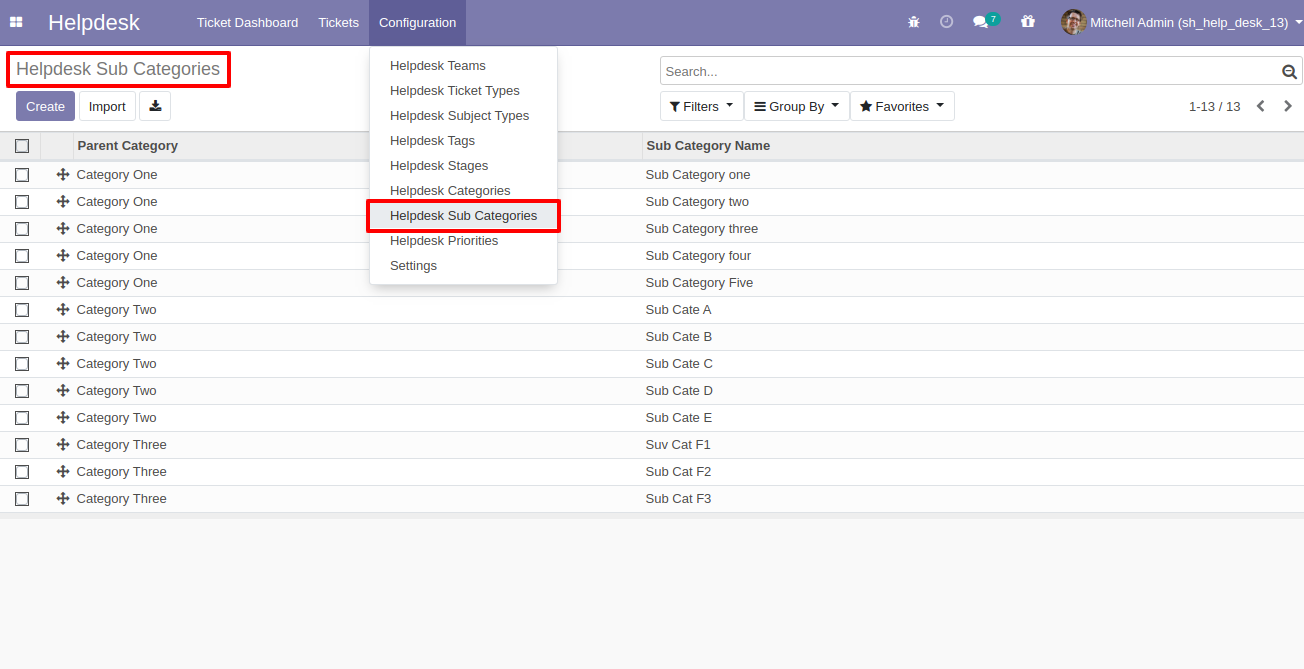 Helpdesk Ticket Dashboard Tickets Configuration 7 Mitchell Admin (sh_help_desk_13)
Helpdesk Sub Categories
Search...
Create Import
Filters Group By Favorites 1-13 / 13
Helpdesk Teams
Helpdesk Ticket Types
Helpdesk Subject Types
Helpdesk Tags
Helpdesk Stages
Helpdesk Categories
Helpdesk Sub Categories
Helpdesk Priorities
Settings
Parent Category Sub Category Name
Category One Sub Category one
Category One Sub Category two
Category One Sub Category three
Category One Sub Category four
Category One Sub Category Five
Category Two Sub Cate A
Category Two Sub Cate B
Category Two Sub Cate C
Category Two Sub Cate D
Category Two Sub Cate E
Category Three Suv Cat F1
Category Three Sub Cat F2
Category Three Sub Cat F3